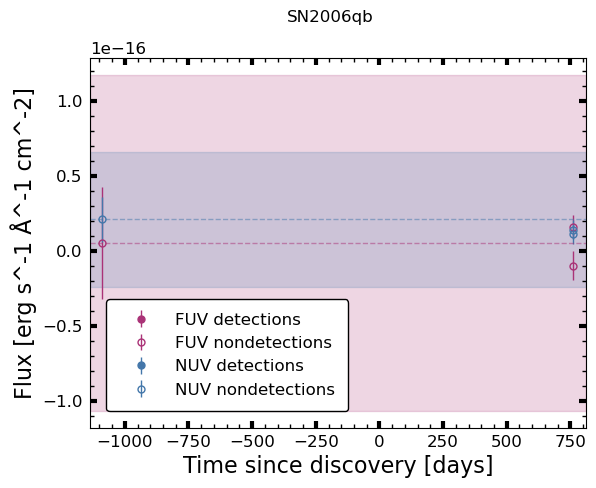 SN2006qb
1e−16
1.0
0.5
0.0
−0.5
−1.0
Flux [erg s^-1 Å^-1 cm^-2]
FUV detections
FUV nondetections
NUV detections
NUV nondetections
−1000 −750 −500 −250 0 250 500 750
Time since discovery [days]